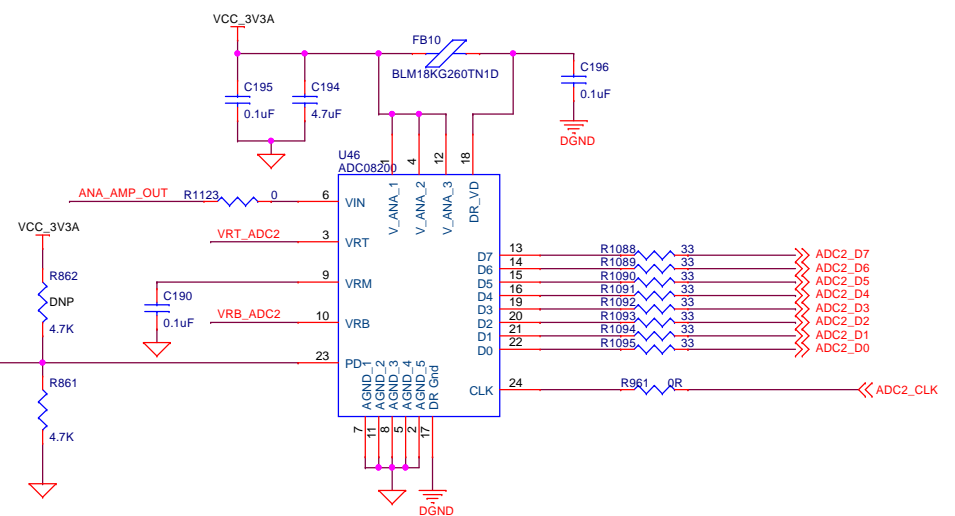 VCC_3V3A
FB10
BLM18KG260TN1D
C195
0.1uF
C194
4.7uF
C196
0.1uF
DGND
U46
ADC08200
1
4
12
18
V_ANA_1
V_ANA_2
V_ANA_3
DR_VD
ANA_AMP_OUT
R1123 0
6
VIN
VCC_3V3A
VRT_ADC2
3
VRT
R862
DNP
4.7K
9
VRM
C190
0.1uF
VRB_ADC2
10
VRB
23
PD
R861
4.7K
D7 13 R1088 33 ADC2_D7
D6 14 R1089 33 ADC2_D6
D5 15 R1090 33 ADC2_D5
D4 16 R1091 33 ADC2_D4
D3 19 R1092 33 ADC2_D3
D2 20 R1093 33 ADC2_D2
D1 21 R1094 33 ADC2_D1
D0 22 R1095 33 ADC2_D0
CLK 24 R961 0R ADC2_CLK
AGND_1
AGND_2
AGND_3
AGND_4
AGND_5
DR Gnd
7
11
8
5
2
17
DGND